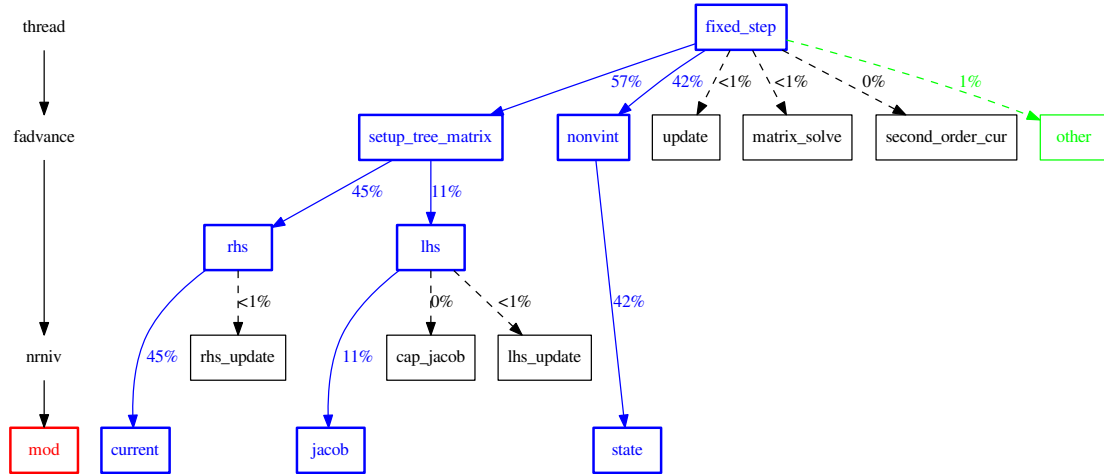 thread
fixed_step
57%
42%
<1%
<1%
0%
1%
fadvance
setup_tree_matrix
nonvint
update
matrix_solve
second_order_cur
other
45%
11%
rhs
lhs
<1%
0%
<1%
42%
nrniv
45%
rhs_update
11%
cap_jacob
lhs_update
mod
current
jacob
state